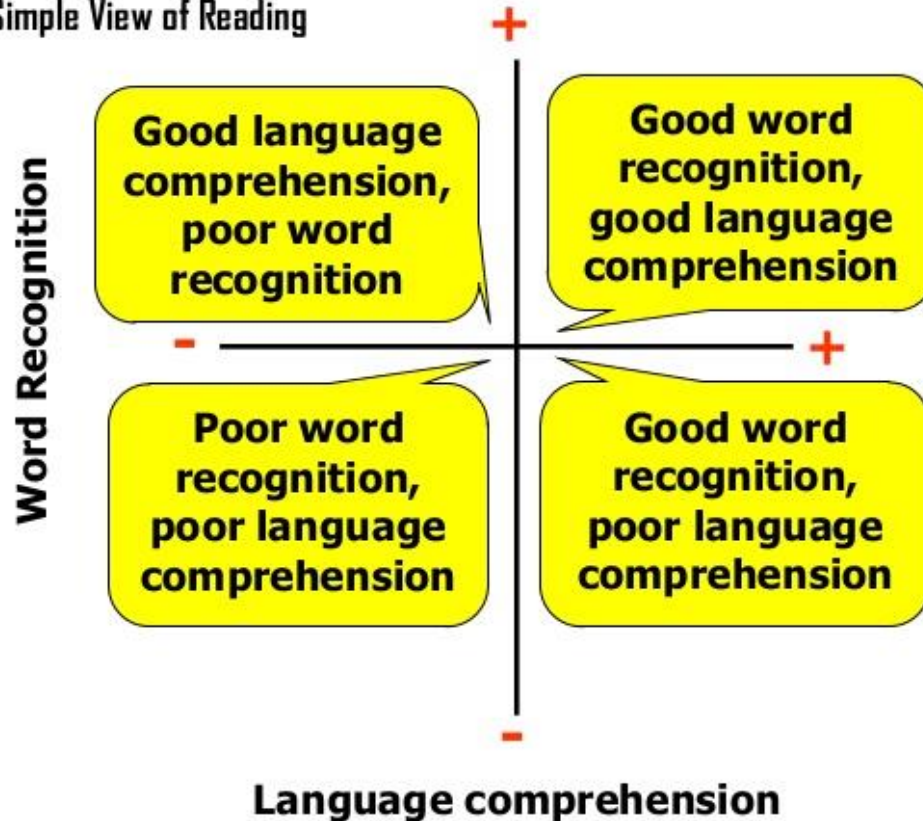 Simple View of Reading
+
Good language
comprehension,
poor word
recognition
Good word
recognition,
good language
comprehension
Word Recognition
-
+
Poor word
recognition,
poor language
comprehension
Good word
recognition,
poor language
comprehension
-
Language comprehension